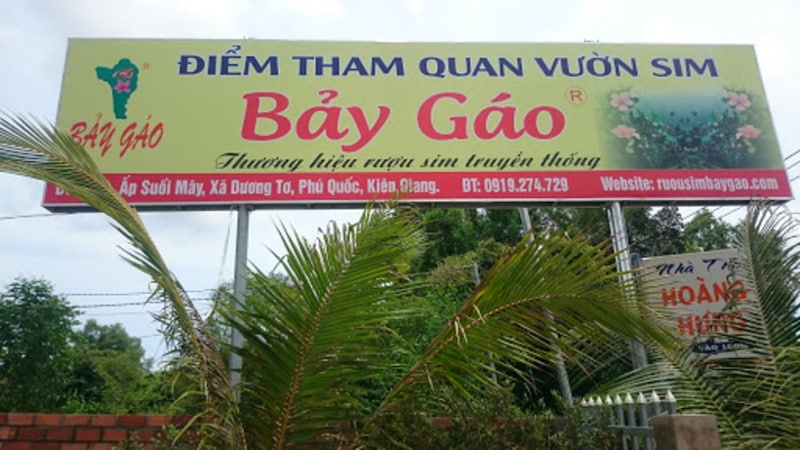 ĐIỂM THAM QUAN VƯỜN SIM
BẢY GÁO ®
Bảy Gáo ®
Thương hiệu rượu sim truyền thống
Ấp Suối Mây, Xã Dương Tơ, Phú Quốc, Kiên Giang. ĐT: 0919.274.729 Website: ruousimbaygao.com
Nhà
HOÀNG
HƯNG